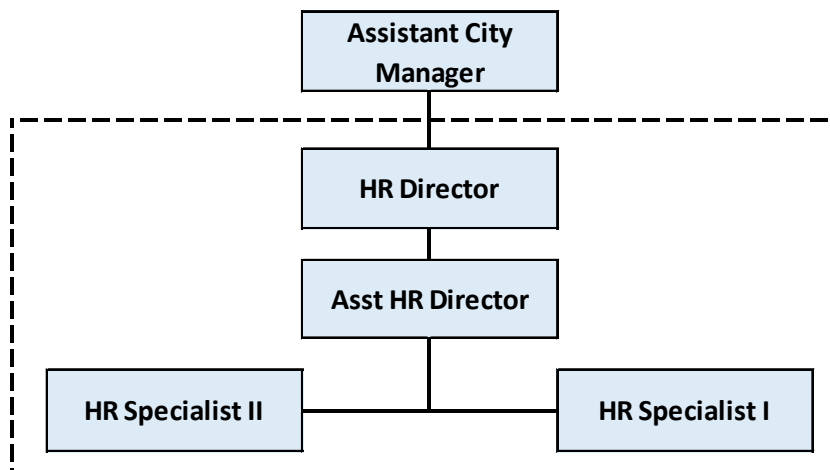 Assistant City
Manager
HR Director
Asst HR Director
HR Specialist II
HR Specialist I